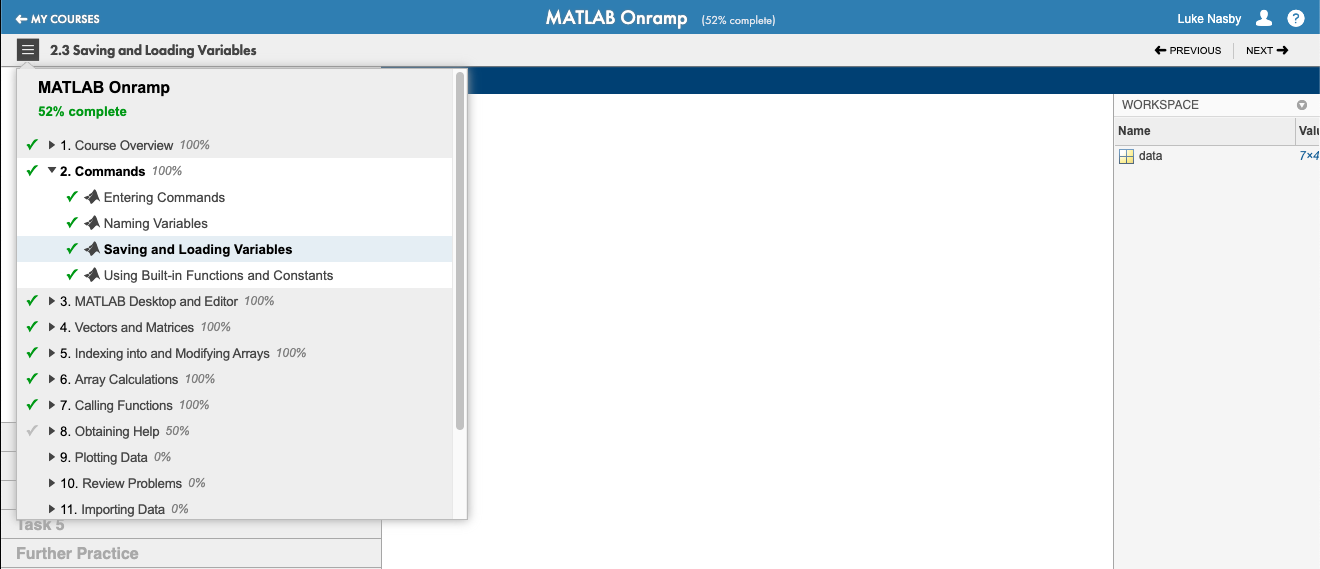 MY COURSES
MATLAB Onramp (52% complete)
Luke Nasby
?
2.3 Saving and Loading Variables
PREVIOUS
NEXT
MATLAB Onramp
52% complete
1. Course Overview 100%
2. Commands 100%
Entering Commands
Naming Variables
Saving and Loading Variables
Using Built-in Functions and Constants
3. MATLAB Desktop and Editor 100%
4. Vectors and Matrices 100%
5. Indexing into and Modifying Arrays 100%
6. Array Calculations 100%
7. Calling Functions 100%
8. Obtaining Help 50%
9. Plotting Data 0%
10. Review Problems 0%
11. Importing Data 0%
Task 5
Further Practice
WORKSPACE
Name Valu
data 7×4